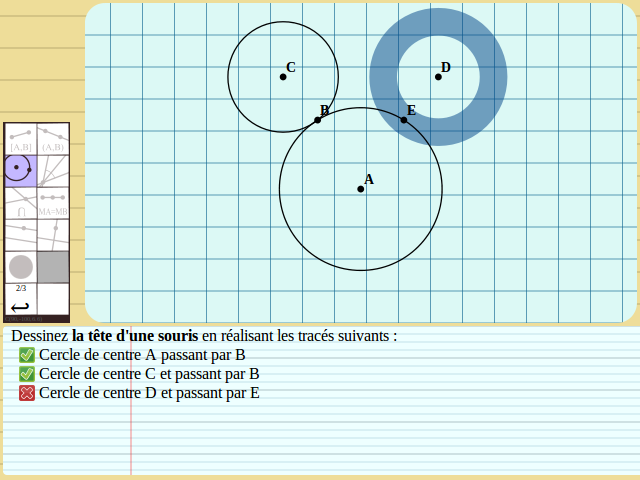 C
D
B
E
A
[A,B]
(A,B)
∩
MA=MB
2/3
Dessinez la tête d'une souris en réalisant les tracés suivants :
Cercle de centre A passant par B
Cercle de centre C et passant par B
Cercle de centre D et passant par E